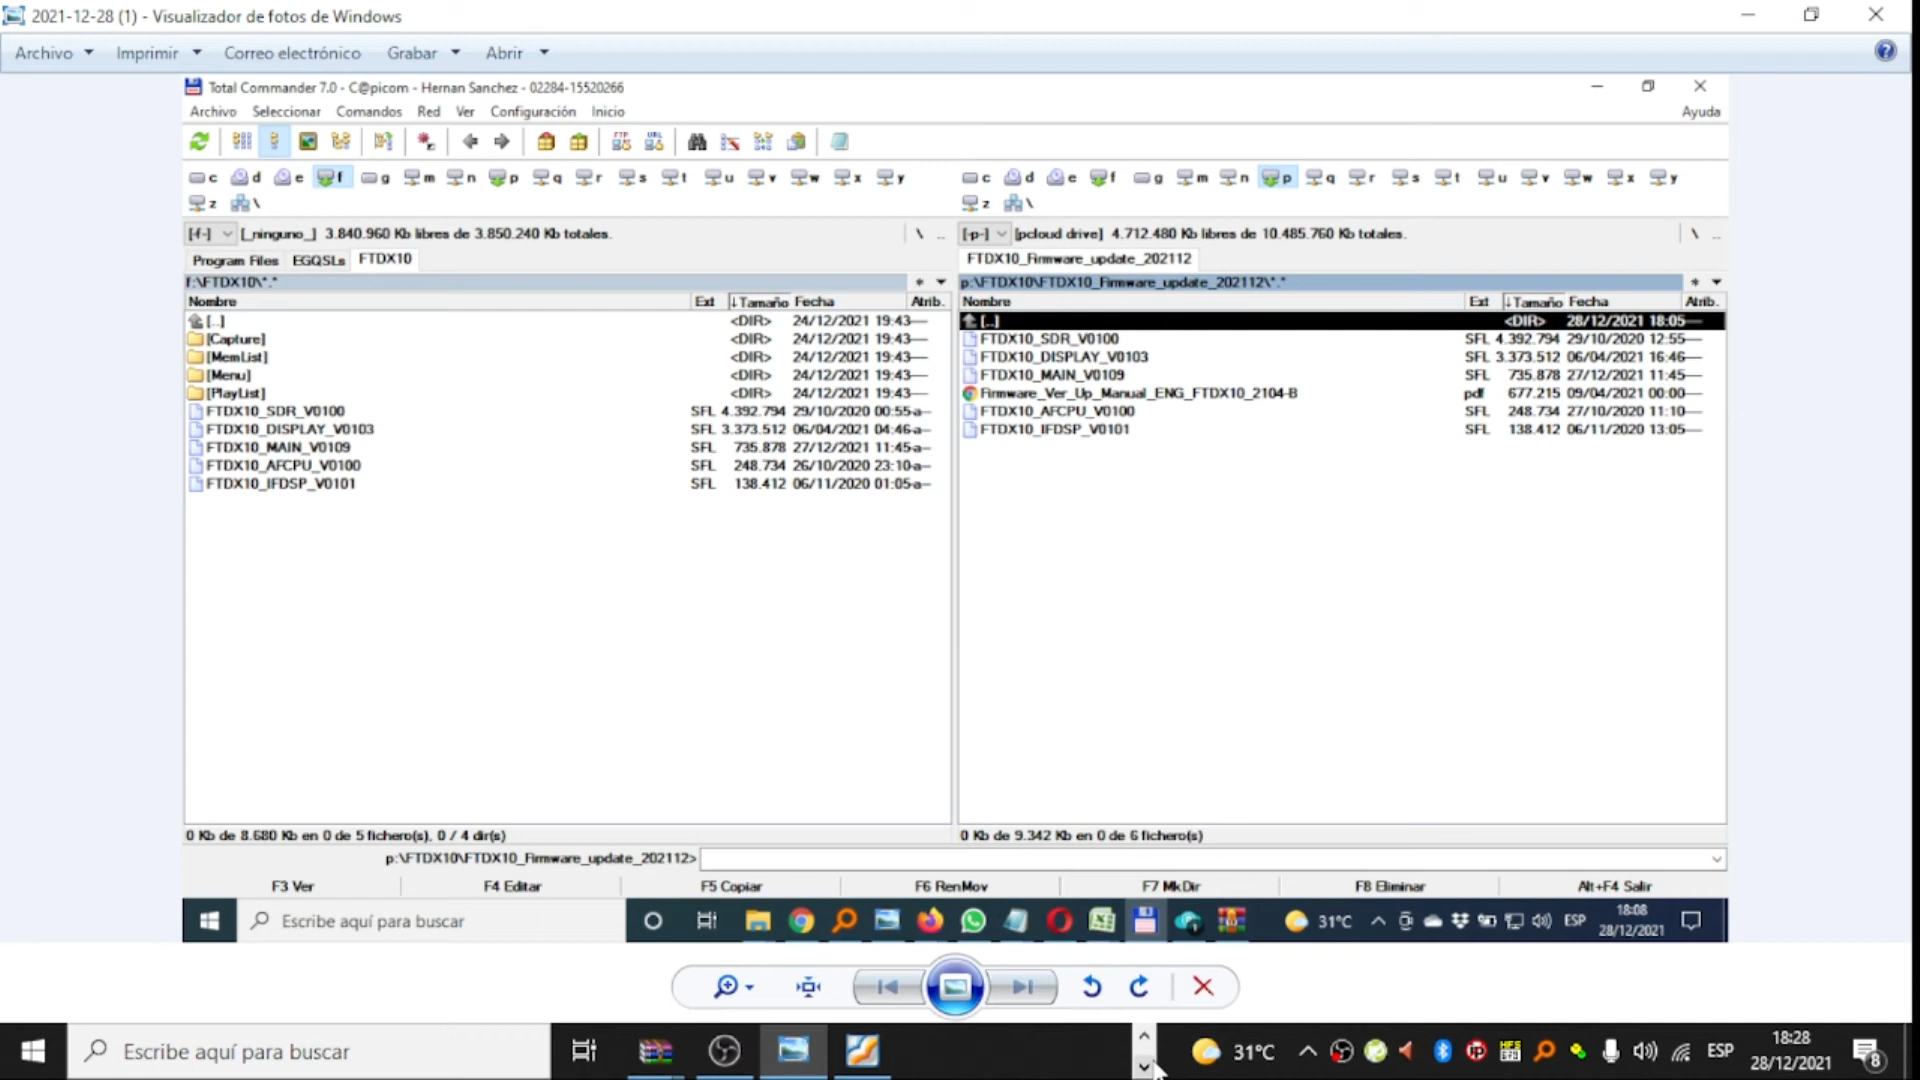 2021-12-28 (1) - Visualizador de fotos de Windows
Archivo Imprimir Correo electrónico Grabar Abrir
Total Commander 7.0 - C@picom - Hernan Sanchez - 02284-15520266
Archivo Seleccionar Comandos Red Ver Configuración Inicio Ayuda
FTP URL
c d e f g m n p q r s t u v w x y
z \
c d e f g m n p q r s t u v w x y
z \
[-f-] [_ninguno_] 3.840.960 Kb libres de 3.850.240 Kb totales. \ ..
[-p-] [pcloud drive] 4.712.480 Kb libres de 10.485.760 Kb totales. \ ..
Program Files EGQSLs FTDX10
FTDX10_Firmware_update_202112
f:\FTDX10\*.* * 
Nombre Ext ↓Tamaño Fecha Atrib.
[..] <DIR> 24/12/2021 19:43----
[Capture] <DIR> 24/12/2021 19:43----
[MemList] <DIR> 24/12/2021 19:43----
[Menu] <DIR> 24/12/2021 19:43----
[PlayList] <DIR> 24/12/2021 19:43----
FTDX10_SDR_V0100 SFL 4.392.794 29/10/2020 00:55-a--
FTDX10_DISPLAY_V0103 SFL 3.373.512 06/04/2021 04:46-a--
FTDX10_MAIN_V0109 SFL 735.878 27/12/2021 11:45-a--
FTDX10_AFCPU_V0100 SFL 248.734 26/10/2020 23:10-a--
FTDX10_IFDSP_V0101 SFL 138.412 06/11/2020 01:05-a--
0 Kb de 8.680 Kb en 0 de 5 fichero(s), 0 / 4 dir(s)
p:\FTDX10\FTDX10_Firmware_update_202112\*.* *
Nombre Ext ↓Tamaño Fecha Atrib.
[..] <DIR> 28/12/2021 18:05----
FTDX10_SDR_V0100 SFL 4.392.794 29/10/2020 12:55----
FTDX10_DISPLAY_V0103 SFL 3.373.512 06/04/2021 16:46----
FTDX10_MAIN_V0109 SFL 735.878 27/12/2021 11:45----
Firmware_Ver_Up_Manual_ENG_FTDX10_2104-B pdf 677.215 09/04/2021 00:00----
FTDX10_AFCPU_V0100 SFL 248.734 27/10/2020 11:10----
FTDX10_IFDSP_V0101 SFL 138.412 06/11/2020 13:05----
0 Kb de 9.342 Kb en 0 de 6 fichero(s)
p:\FTDX10\FTDX10_Firmware_update_202112>
F3 Ver F4 Editar F5 Copiar F6 RenMov F7 MkDir F8 Eliminar Alt+F4 Salir
Escribe aquí para buscar 31°C ESP 18:08
28/12/2021
Escribe aquí para buscar 31°C ESP 18:28
28/12/2021 8